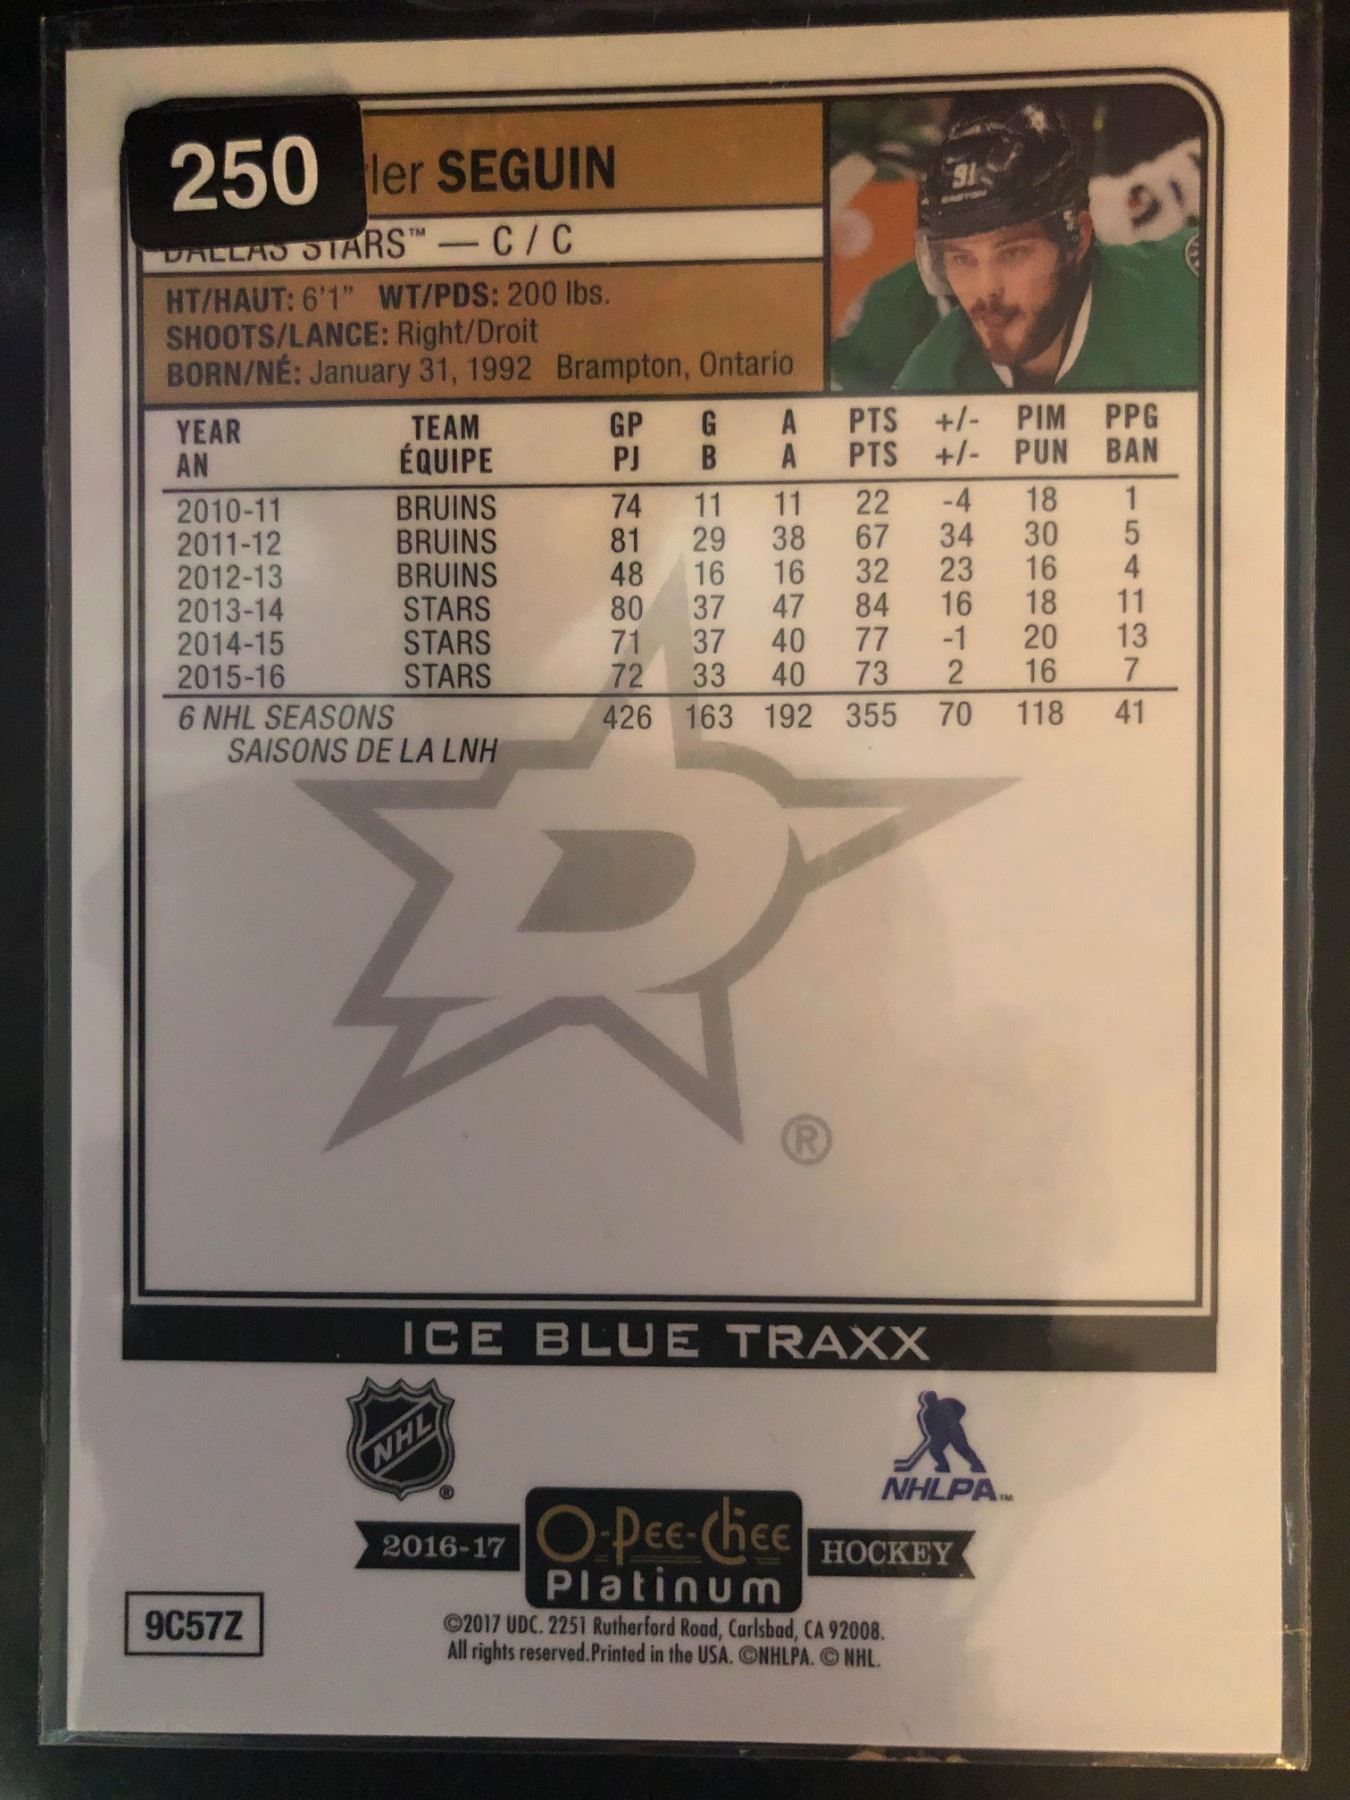 250
ler SEGUIN
DALLAS STARS™ — C / C
HT/HAUT: 6'1" WT/PDS: 200 lbs.
SHOOTS/LANCE: Right/Droit
BORN/NÉ: January 31, 1992 Brampton, Ontario
91
EASTON
91
YEAR TEAM GP G A PTS +/- PIM PPG
AN ÉQUIPE PJ B A PTS +/- PUN BAN
2010-11 BRUINS 74 11 11 22 -4 18 1
2011-12 BRUINS 81 29 38 67 34 30 5
2012-13 BRUINS 48 16 16 32 23 16 4
2013-14 STARS 80 37 47 84 16 18 11
2014-15 STARS 71 37 40 77 -1 20 13
2015-16 STARS 72 33 40 73 2 16 7
6 NHL SEASONS 426 163 192 355 70 118 41
SAISONS DE LA LNH
D
®
ICE BLUE TRAXX
NHL ®
NHLPA™
2016-17 O-Pee-Chee HOCKEY
Platinum
9C57Z
©2017 UDC. 2251 Rutherford Road, Carlsbad, CA 92008.
All rights reserved.Printed in the USA. ©NHLPA. © NHL.